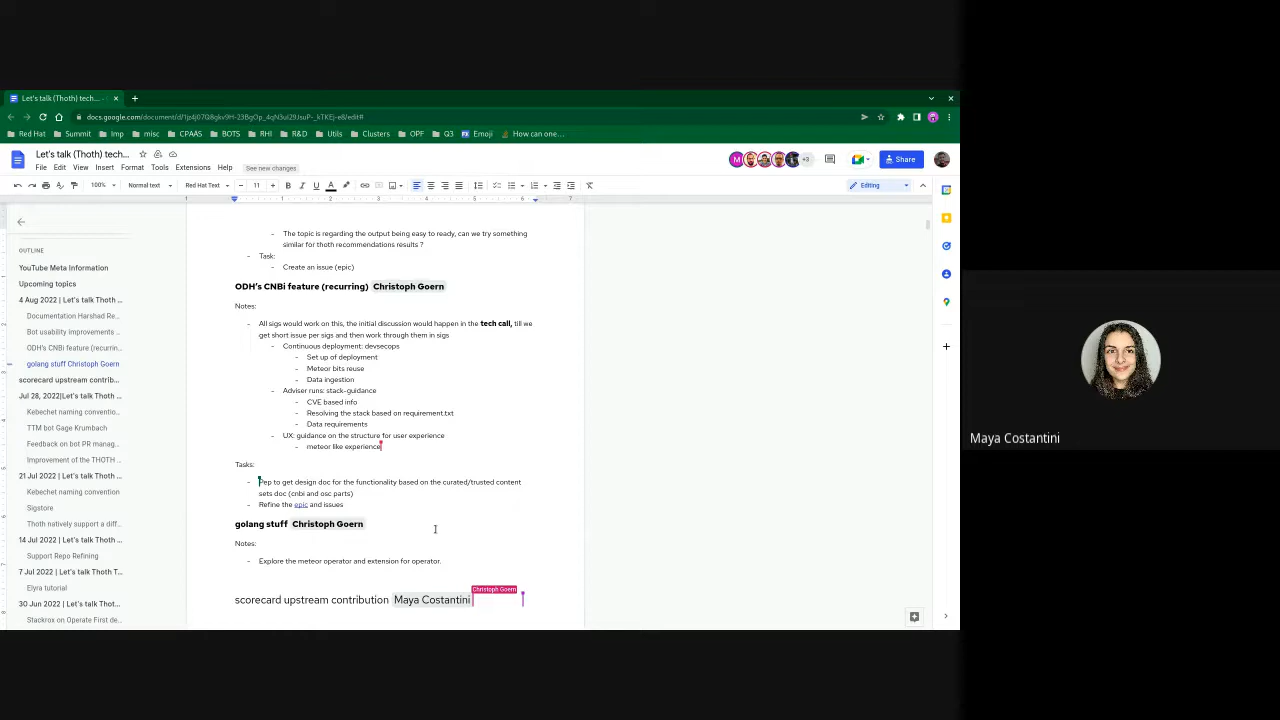 Let's talk (Thoth) tech...
docs.google.com/document/d/
Red Hat Summit Imp misc CPAAS BOTS RHI R&D Utils Clusters OPF Q3 Emoji How can one...
Let's talk (Thoth) tech...
File Edit View Insert Format Tools Extensions Help See new changes
M +3 Share
100% Normal text Red Hat Text 11 B I U A Editing
1 1 2 3 4 5 6 7
OUTLINE
YouTube Meta Information
Upcoming topics
4 Aug 2022 | Let's talk Thoth ...
Documentation Harshad Re...
Bot usability improvements ...
ODH's CNBi feature (recurrin...
golang stuff Christoph Goern
scorecard upstream contrib...
Jul 28, 2022|Let's talk Thoth ...
Kebechet naming conventio...
TTM bot Gage Krumbach
Feedback on bot PR manag...
Improvement of the THOTH ...
21 Jul 2022 | Let's talk Thoth ...
Kebechet naming convention
Sigstore
Thoth natively support a diff...
14 Jul 2022 | Let's talk Thoth ...
Support Repo Refining
7 Jul 2022 | Let's talk Thoth T...
Elyra tutorial
30 Jun 2022 | Let's talk Thoth ...
Stackrox on Operate First de...
- The topic is regarding the output being easy to ready, can we try something
similar for thoth recommendations results ?
- Task:
- Create an issue (epic)
ODH's CNBi feature (recurring) Christoph Goern
Notes:
- All sigs would work on this, the initial discussion would happen in the tech call, till we
get short issue per sigs and then work through them in sigs
- Continuous deployment: devsecops
- Set up of deployment
- Meteor bits reuse
- Data ingestion
- Adviser runs: stack-guidance
- CVE based info
- Resolving the stack based on requirement.txt
- Data requirements
- UX: guidance on the structure for user experience
- meteor like experience
Tasks:
- Pep to get design doc for the functionality based on the curated/trusted content
sets doc (cnbi and osc parts)
- Refine the epic and issues
golang stuff Christoph Goern
Notes:
- Explore the meteor operator and extension for operator.
Christoph Goern
scorecard upstream contribution Maya Costantini
Maya Costantini